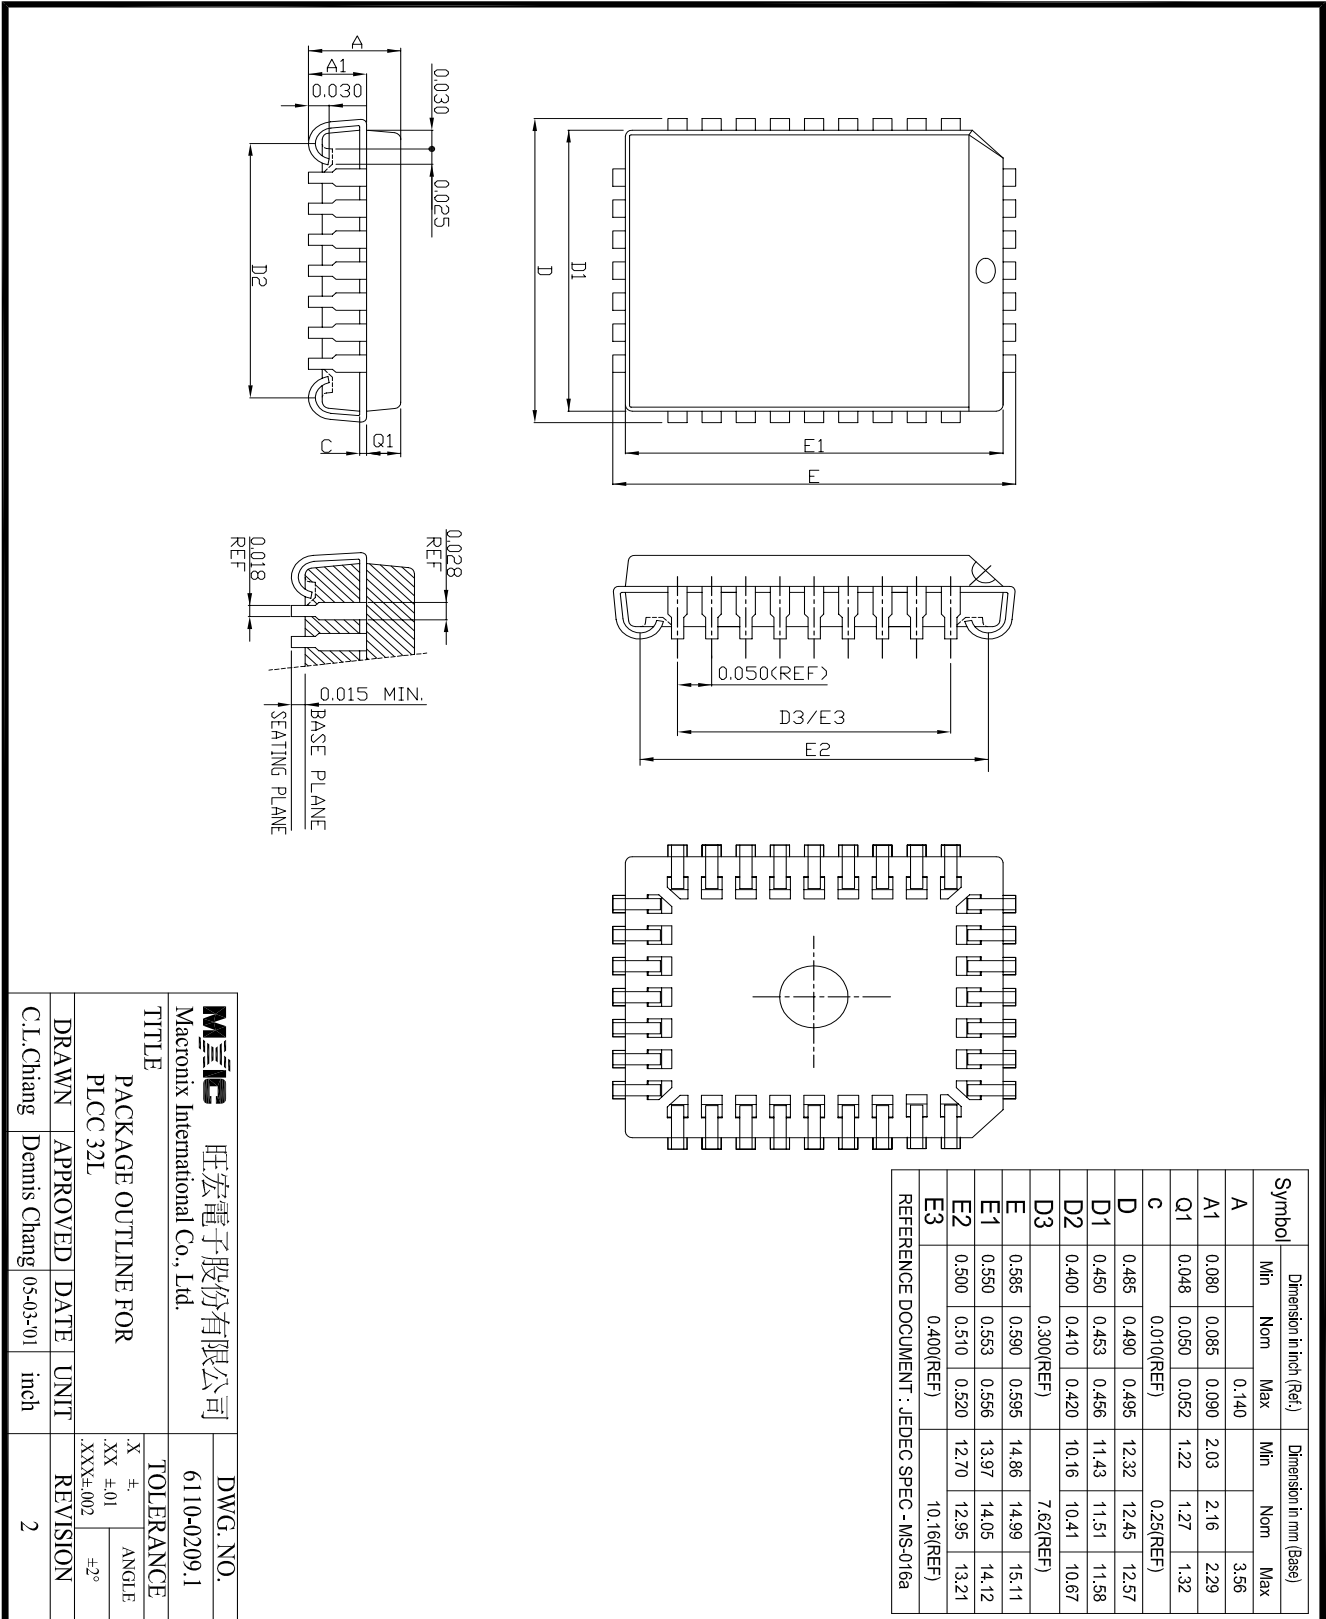 A
A1
0.030
0.030
0.025
D2
C
Q1
D
D1
E1
E
0.018
REF
0.028
REF
0.015 MIN.
BASE PLANE
SEATING PLANE
0.050(REF)
D3/E3
E2
Symbol Dimension in inch (Ref.) Dimension in mm (Base)
Min Nom Max Min Nom Max
A 0.140 3.56
A1 0.080 0.085 0.090 2.03 2.16 2.29
Q1 0.048 0.050 0.052 1.22 1.27 1.32
C 0.010(REF) 0.25(REF)
D 0.485 0.490 0.495 12.32 12.45 12.57
D1 0.450 0.453 0.456 11.43 11.51 11.58
D2 0.400 0.410 0.420 10.16 10.41 10.67
D3 0.300(REF) 7.62(REF)
E 0.585 0.590 0.595 14.86 14.99 15.11
E1 0.550 0.553 0.556 13.97 14.05 14.12
E2 0.500 0.510 0.520 12.70 12.95 13.21
E3 0.400(REF) 10.16(REF)
REFERENCE DOCUMENT : JEDEC SPEC - MS-016a
MXIC 旺宏電子股份有限公司
Macronix International Co., Ltd.
DWG. NO.
6110-0209.1
TITLE
PACKAGE OUTLINE FOR
PLCC 32L
TOLERANCE
.X ±.
.XX ±.01
.XXX±.002
ANGLE
±2°
DRAWN APPROVED DATE UNIT REVISION
C.L.Chiang Dennis Chang 05-03-'01 inch 2